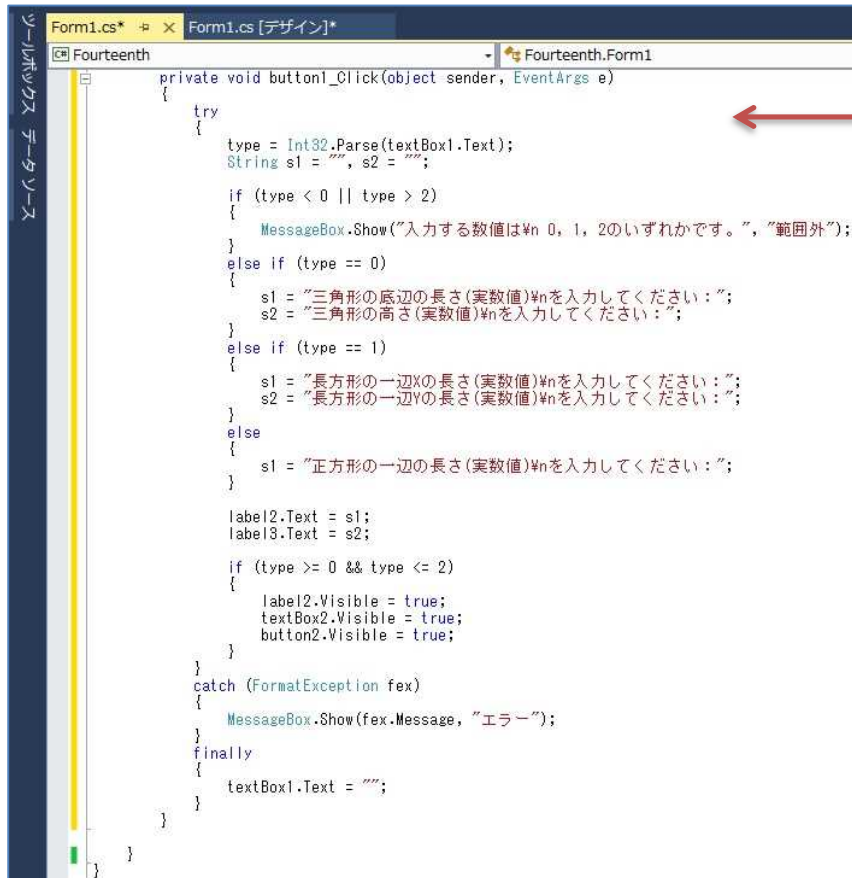 ツールボックス データ ソース
Form1.cs* Form1.cs [デザイン]*
C# Fourteenth Fourteenth.Form1
private void button1_Click(object sender, EventArgs e)
{
try
{
type = Int32.Parse(textBox1.Text);
String s1 = "", s2 = "";
if (type < 0 || type > 2)
{
MessageBox.Show("入力する数値は¥n 0, 1, 2のいずれかです。", "範囲外");
}
else if (type == 0)
{
s1 = "三角形の底辺の長さ(実数値)¥nを入力してください：";
s2 = "三角形の高さ(実数値)¥nを入力してください：";
}
else if (type == 1)
{
s1 = "長方形の一辺Xの長さ(実数値)¥nを入力してください：";
s2 = "長方形の一辺Yの長さ(実数値)¥nを入力してください：";
}
else
{
s1 = "正方形の一辺の長さ(実数値)¥nを入力してください：";
}
label2.Text = s1;
label3.Text = s2;
if (type >= 0 && type <= 2)
{
label2.Visible = true;
textBox2.Visible = true;
button2.Visible = true;
}
}
catch (FormatException fex)
{
MessageBox.Show(fex.Message, "エラー");
}
finally
{
textBox1.Text = "";
}
}
}
}